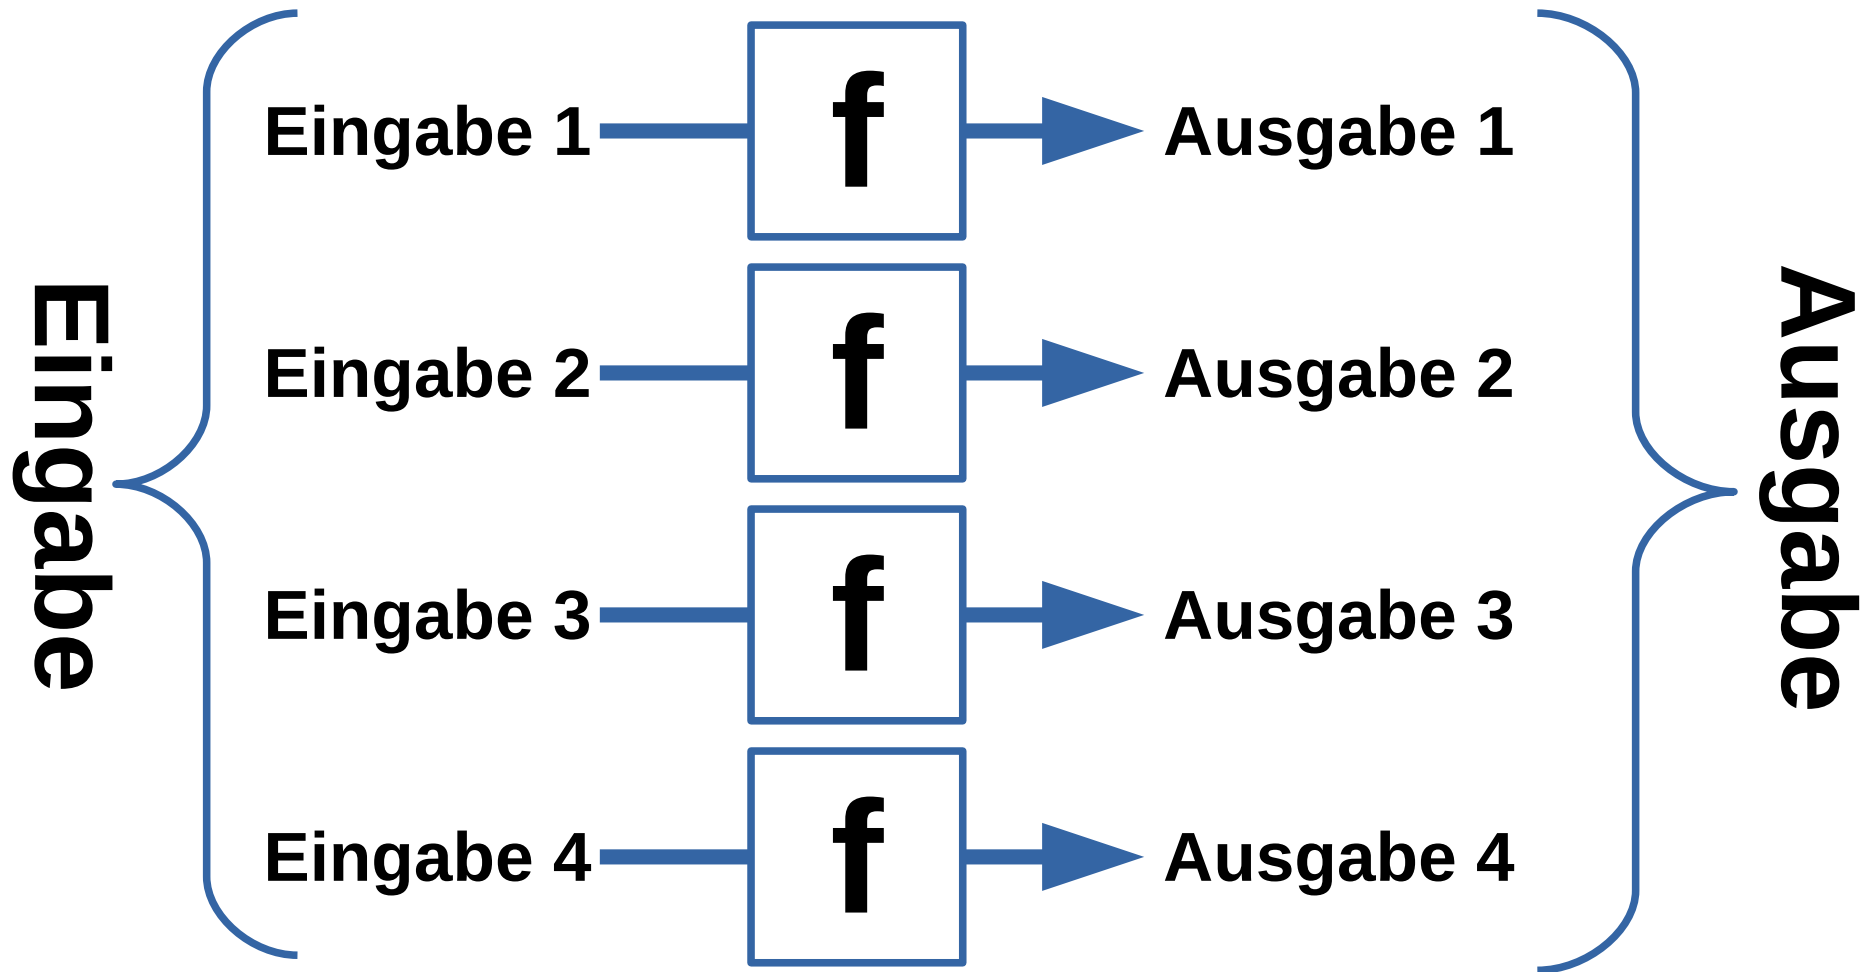 Eingabe
Eingabe 1 f Ausgabe 1
Eingabe 2 f Ausgabe 2
Eingabe 3 f Ausgabe 3
Eingabe 4 f Ausgabe 4
Ausgabe